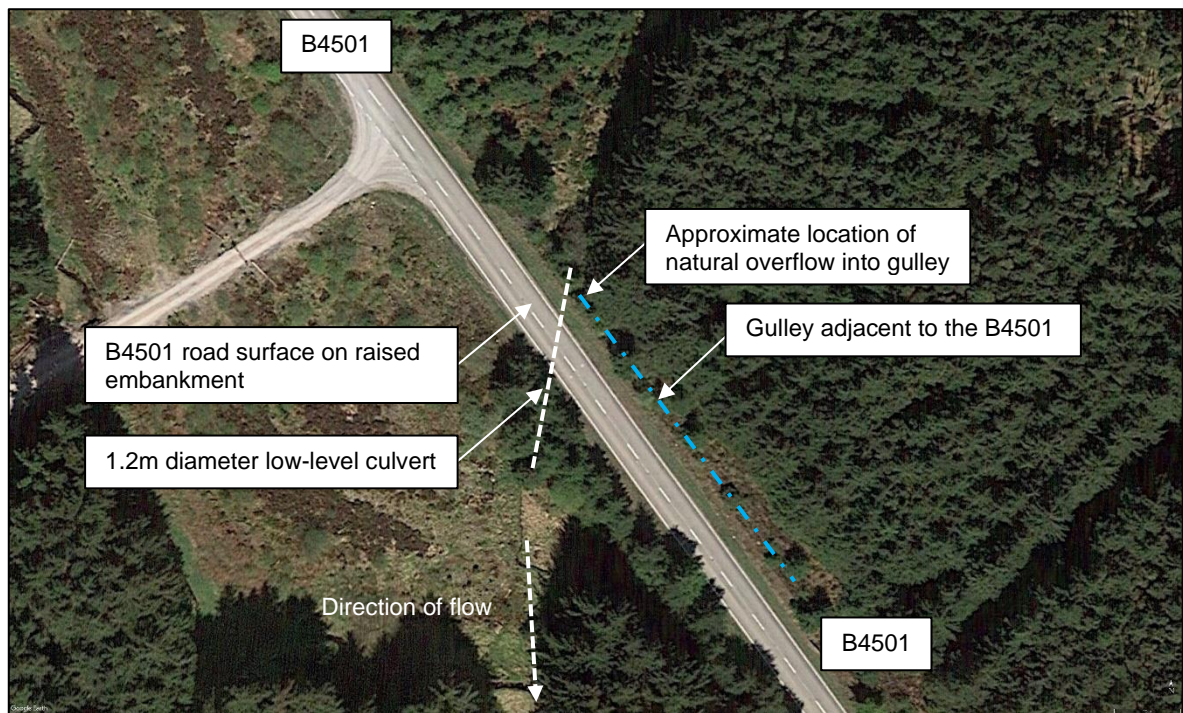 B4501
Approximate location of
natural overflow into gulley
Gulley adjacent to the B4501
B4501 road surface on raised
embankment
1.2m diameter low-level culvert
Direction of flow
B4501
Google Earth
N